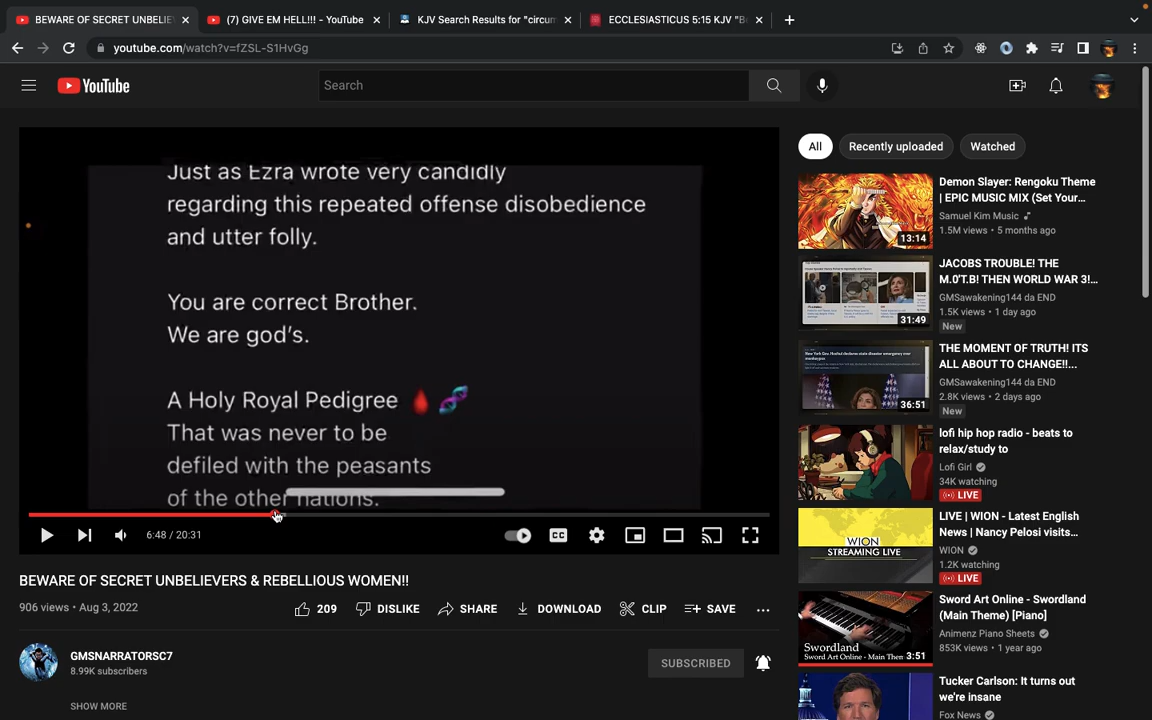 BEWARE OF SECRET UNBELIE
(7) GIVE EM HELL!!! - YouTube
KJV Search Results for "circum
ECCLESIASTICUS 5:15 KJV "B
youtube.com/watch?v=fZSL-S1HvGg
YouTube
Search
Just as Ezra wrote very candidly
regarding this repeated offense disobedience
and utter folly.
You are correct Brother.
We are god's.
A Holy Royal Pedigree
That was never to be
defiled with the peasants
of the other nations.
6:48 / 20:31
CC
BEWARE OF SECRET UNBELIEVERS & REBELLIOUS WOMEN!!
906 views • Aug 3, 2022
209
DISLIKE
SHARE
DOWNLOAD
CLIP
SAVE
GMSNARRATORSC7
8.99K subscribers
SUBSCRIBED
SHOW MORE
All
Recently uploaded
Watched
Demon Slayer: Rengoku Theme
| EPIC MUSIC MIX (Set Your...
Samuel Kim Music
1.5M views • 5 months ago
13:14
JACOBS TROUBLE! THE
M.0'T.B! THEN WORLD WAR 3!...
GMSawakening144 da END
1.5K views • 1 day ago
New
31:49
THE MOMENT OF TRUTH! ITS
ALL ABOUT TO CHANGE!!...
GMSawakening144 da END
2.8K views • 2 days ago
New
36:51
lofi hip hop radio - beats to
relax/study to
Lofi Girl
34K watching
LIVE
LIVE | WION - Latest English
News | Nancy Pelosi visits...
WION
1.2K watching
LIVE
WION
STREAMING LIVE
Sword Art Online - Swordland
(Main Theme) [Piano]
Animenz Piano Sheets
853K views • 1 year ago
Swordland
Sword Art Online - Main Then
3:51
Tucker Carlson: It turns out
we're insane
Fox News